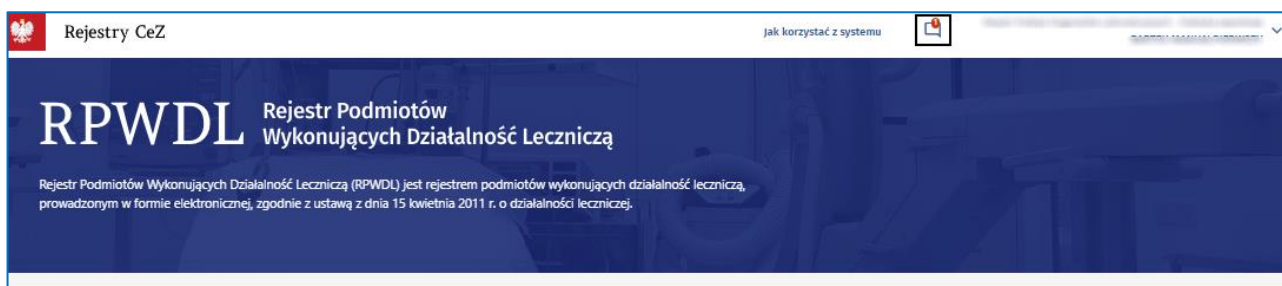 Rejestry CeZ
Jak korzystać z systemu
1
RPWDL
Rejestr Podmiotów
Wykonujących Działalność Leczniczą
Rejestr Podmiotów Wykonujących Działalność Leczniczą (RPWDL) jest rejestrem podmiotów wykonujących działalność leczniczą,
prowadzonym w formie elektronicznej, zgodnie z ustawą z dnia 15 kwietnia 2011 r. o działalności leczniczej.